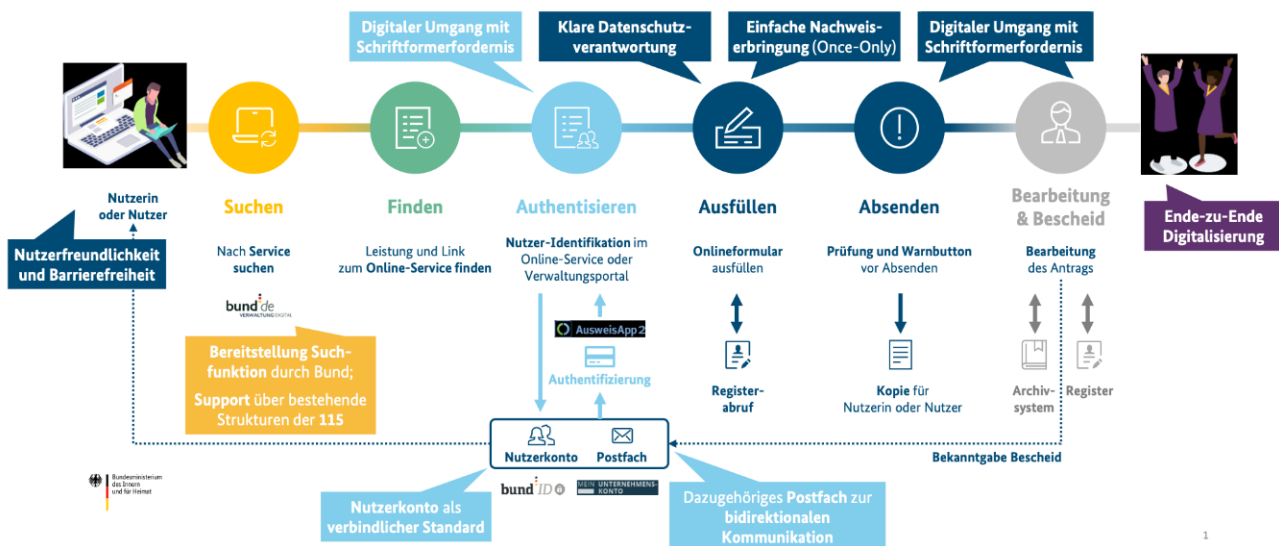 Digitaler Umgang mit
Schriftformerfordernis
Klare Datenschutz-
verantwortung
Einfache Nachweis-
erbringung (Once-Only)
Digitaler Umgang mit
Schriftformerfordernis
Nutzerin
oder Nutzer
Nutzerfreundlichkeit
und Barrierefreiheit
Suchen
Nach Service
suchen
bund.de
VERWALTUNG DIGITAL
Bereitstellung Such-
funktion durch Bund;
Support über bestehende
Strukturen der 115
Finden
Leistung und Link
zum Online-Service finden
Authentisieren
Nutzer-Identifikation im
Online-Service oder
Verwaltungsportal
AusweisApp2
Authentifizierung
Ausfüllen
Onlineformular
ausfüllen
Register-
abruf
Absenden
Prüfung und Warnbutton
vor Absenden
Kopie für
Nutzerin oder Nutzer
Bearbeitung
& Bescheid
Bearbeitung
des Antrags
Archiv-
system
Register
Ende-zu-Ende
Digitalisierung
Nutzerkonto
Postfach
Bekanntgabe Bescheid
bund ID
MEIN UNTERNEHMENS-
KONTO
Nutzerkonto als
verbindlicher Standard
Dazugehöriges Postfach zur
bidirektionalen
Kommunikation
Bundesministerium
des Innern
und für Heimat
1